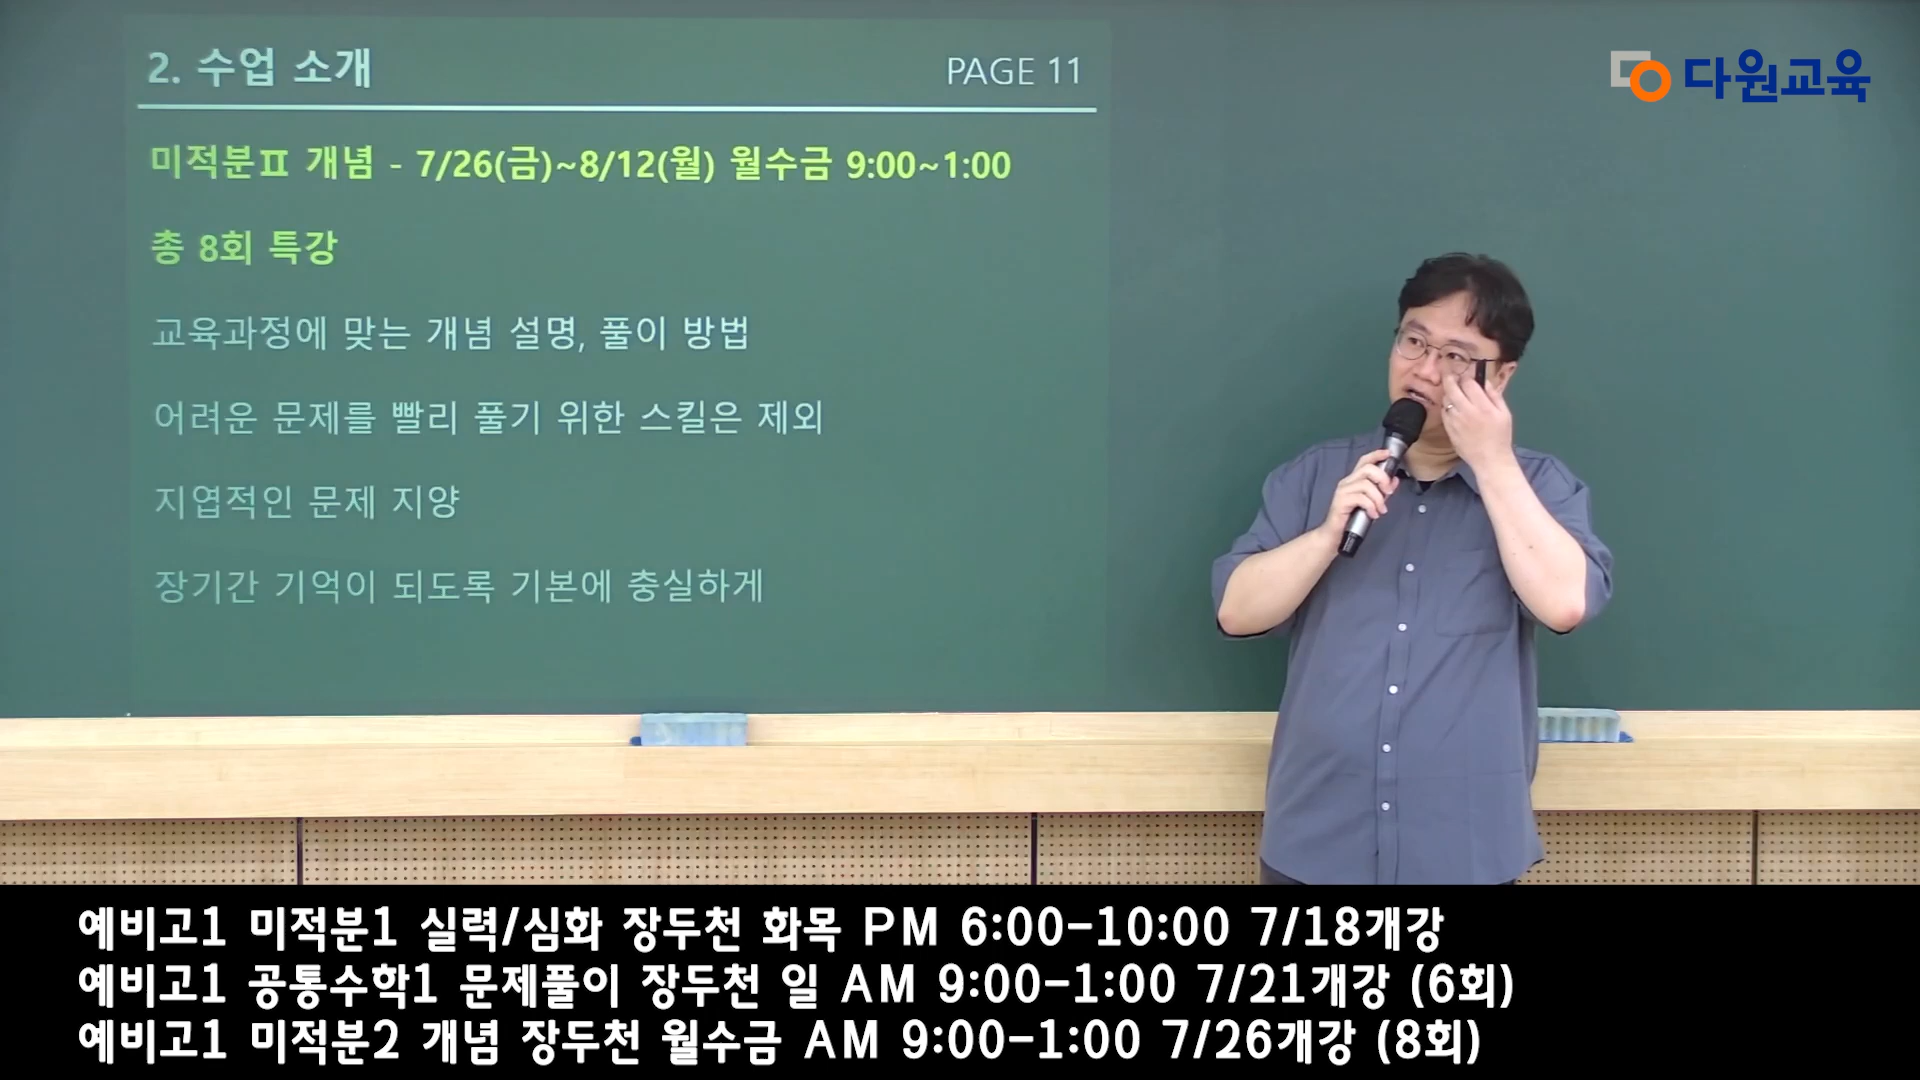 2. 수업 소개
PAGE 11
다원교육
미적분Ⅱ 개념 - 7/26(금)~8/12(월) 월수금 9:00~1:00
총 8회 특강
교육과정에 맞는 개념 설명, 풀이 방법
어려운 문제를 빨리 풀기 위한 스킬은 제외
지엽적인 문제 지양
장기간 기억이 되도록 기본에 충실하게
예비고1 미적분1 실력/심화 장두천 화목 PM 6:00-10:00 7/18개강
예비고1 공통수학1 문제풀이 장두천 일 AM 9:00-1:00 7/21개강 (6회)
예비고1 미적분2 개념 장두천 월수금 AM 9:00-1:00 7/26개강 (8회)